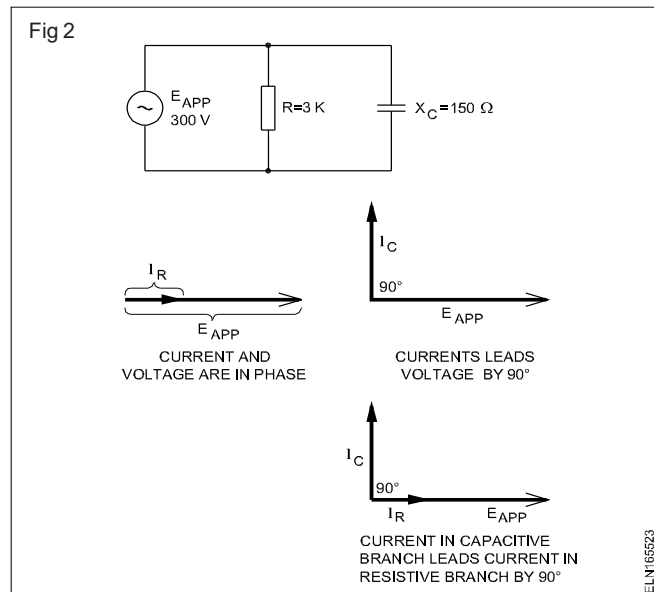 Fig 2
E APP
300 V
R=3 K
X C =150 Ω
I R
E APP
CURRENT AND
VOLTAGE ARE IN PHASE
I C
90°
E APP
CURRENTS LEADS
VOLTAGE BY 90°
I C
90°
I R
E APP
CURRENT IN CAPACITIVE
BRANCH LEADS CURRENT IN
RESISTIVE BRANCH BY 90°
ELN165523